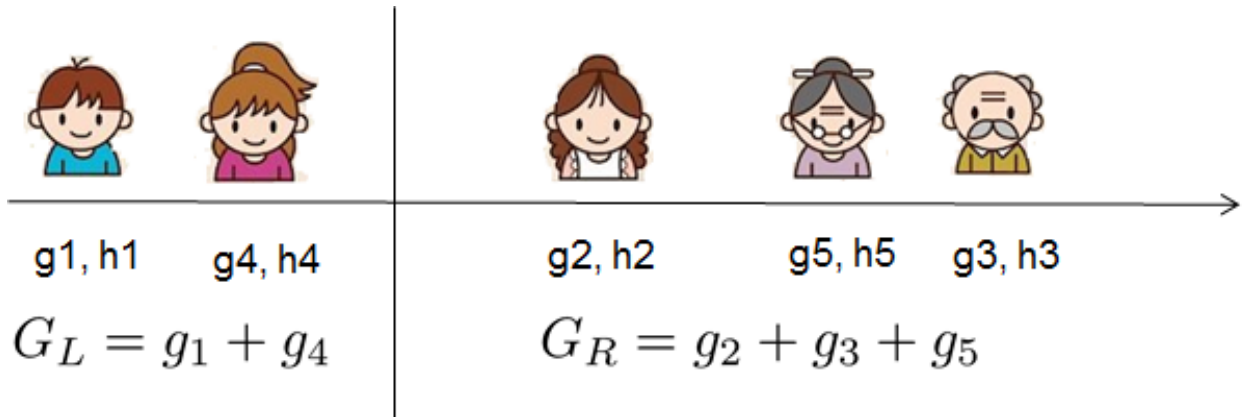 g1, h1 g4, h4 g2, h2 g5, h5 g3, h3
G_L = g_1 + g_4 G_R = g_2 + g_3 + g_5